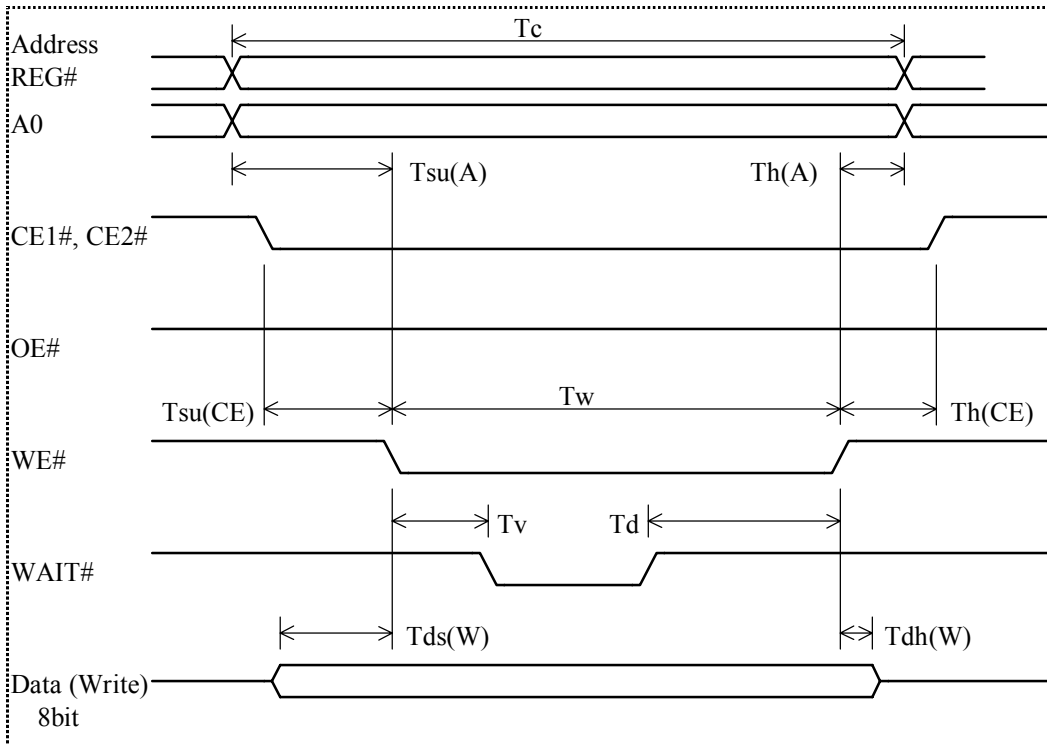 Tc
Address
REG#
A0
Tsu(A) Th(A)
CE1#, CE2#
OE#
Tsu(CE) Tw Th(CE)
WE#
Tv Td
WAIT#
Tds(W) Tdh(W)
Data (Write)
8bit